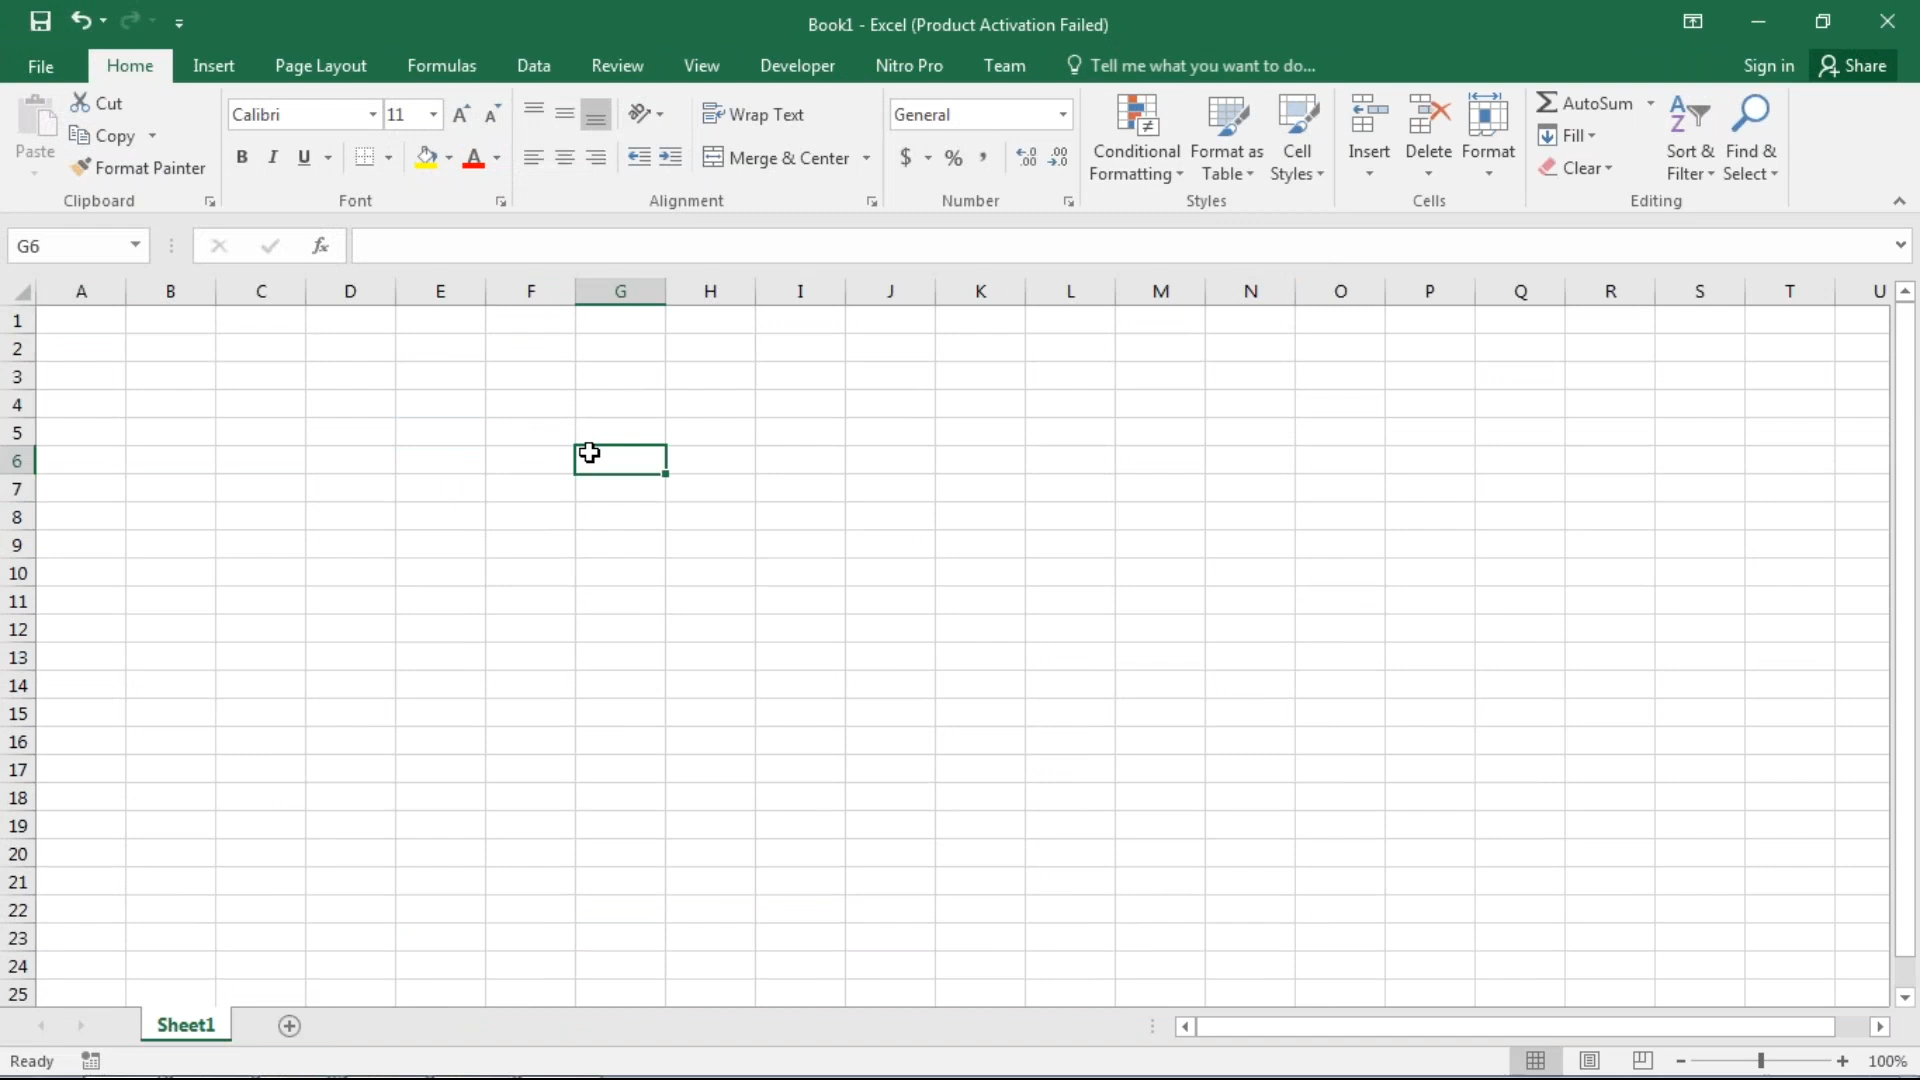 Book1 - Excel (Product Activation Failed)
File Home Insert Page Layout Formulas Data Review View Developer Nitro Pro Team Tell me what you want to do... Sign in Share
Paste
Cut
Copy
Format Painter
Clipboard
Calibri 11
B I U A
Font
Wrap Text
Merge & Center
Alignment
General
$ % ,
Number
Conditional Formatting
Format as Table
Cell Styles
Styles
Insert Delete Format
Cells
AutoSum
Fill
Clear
Sort & Filter
Find & Select
Editing
G6 fx
A B C D E F G H I J K L M N O P Q R S T U
1
2
3
4
5
6
7
8
9
10
11
12
13
14
15
16
17
18
19
20
21
22
23
24
25
Sheet1
Ready 100%